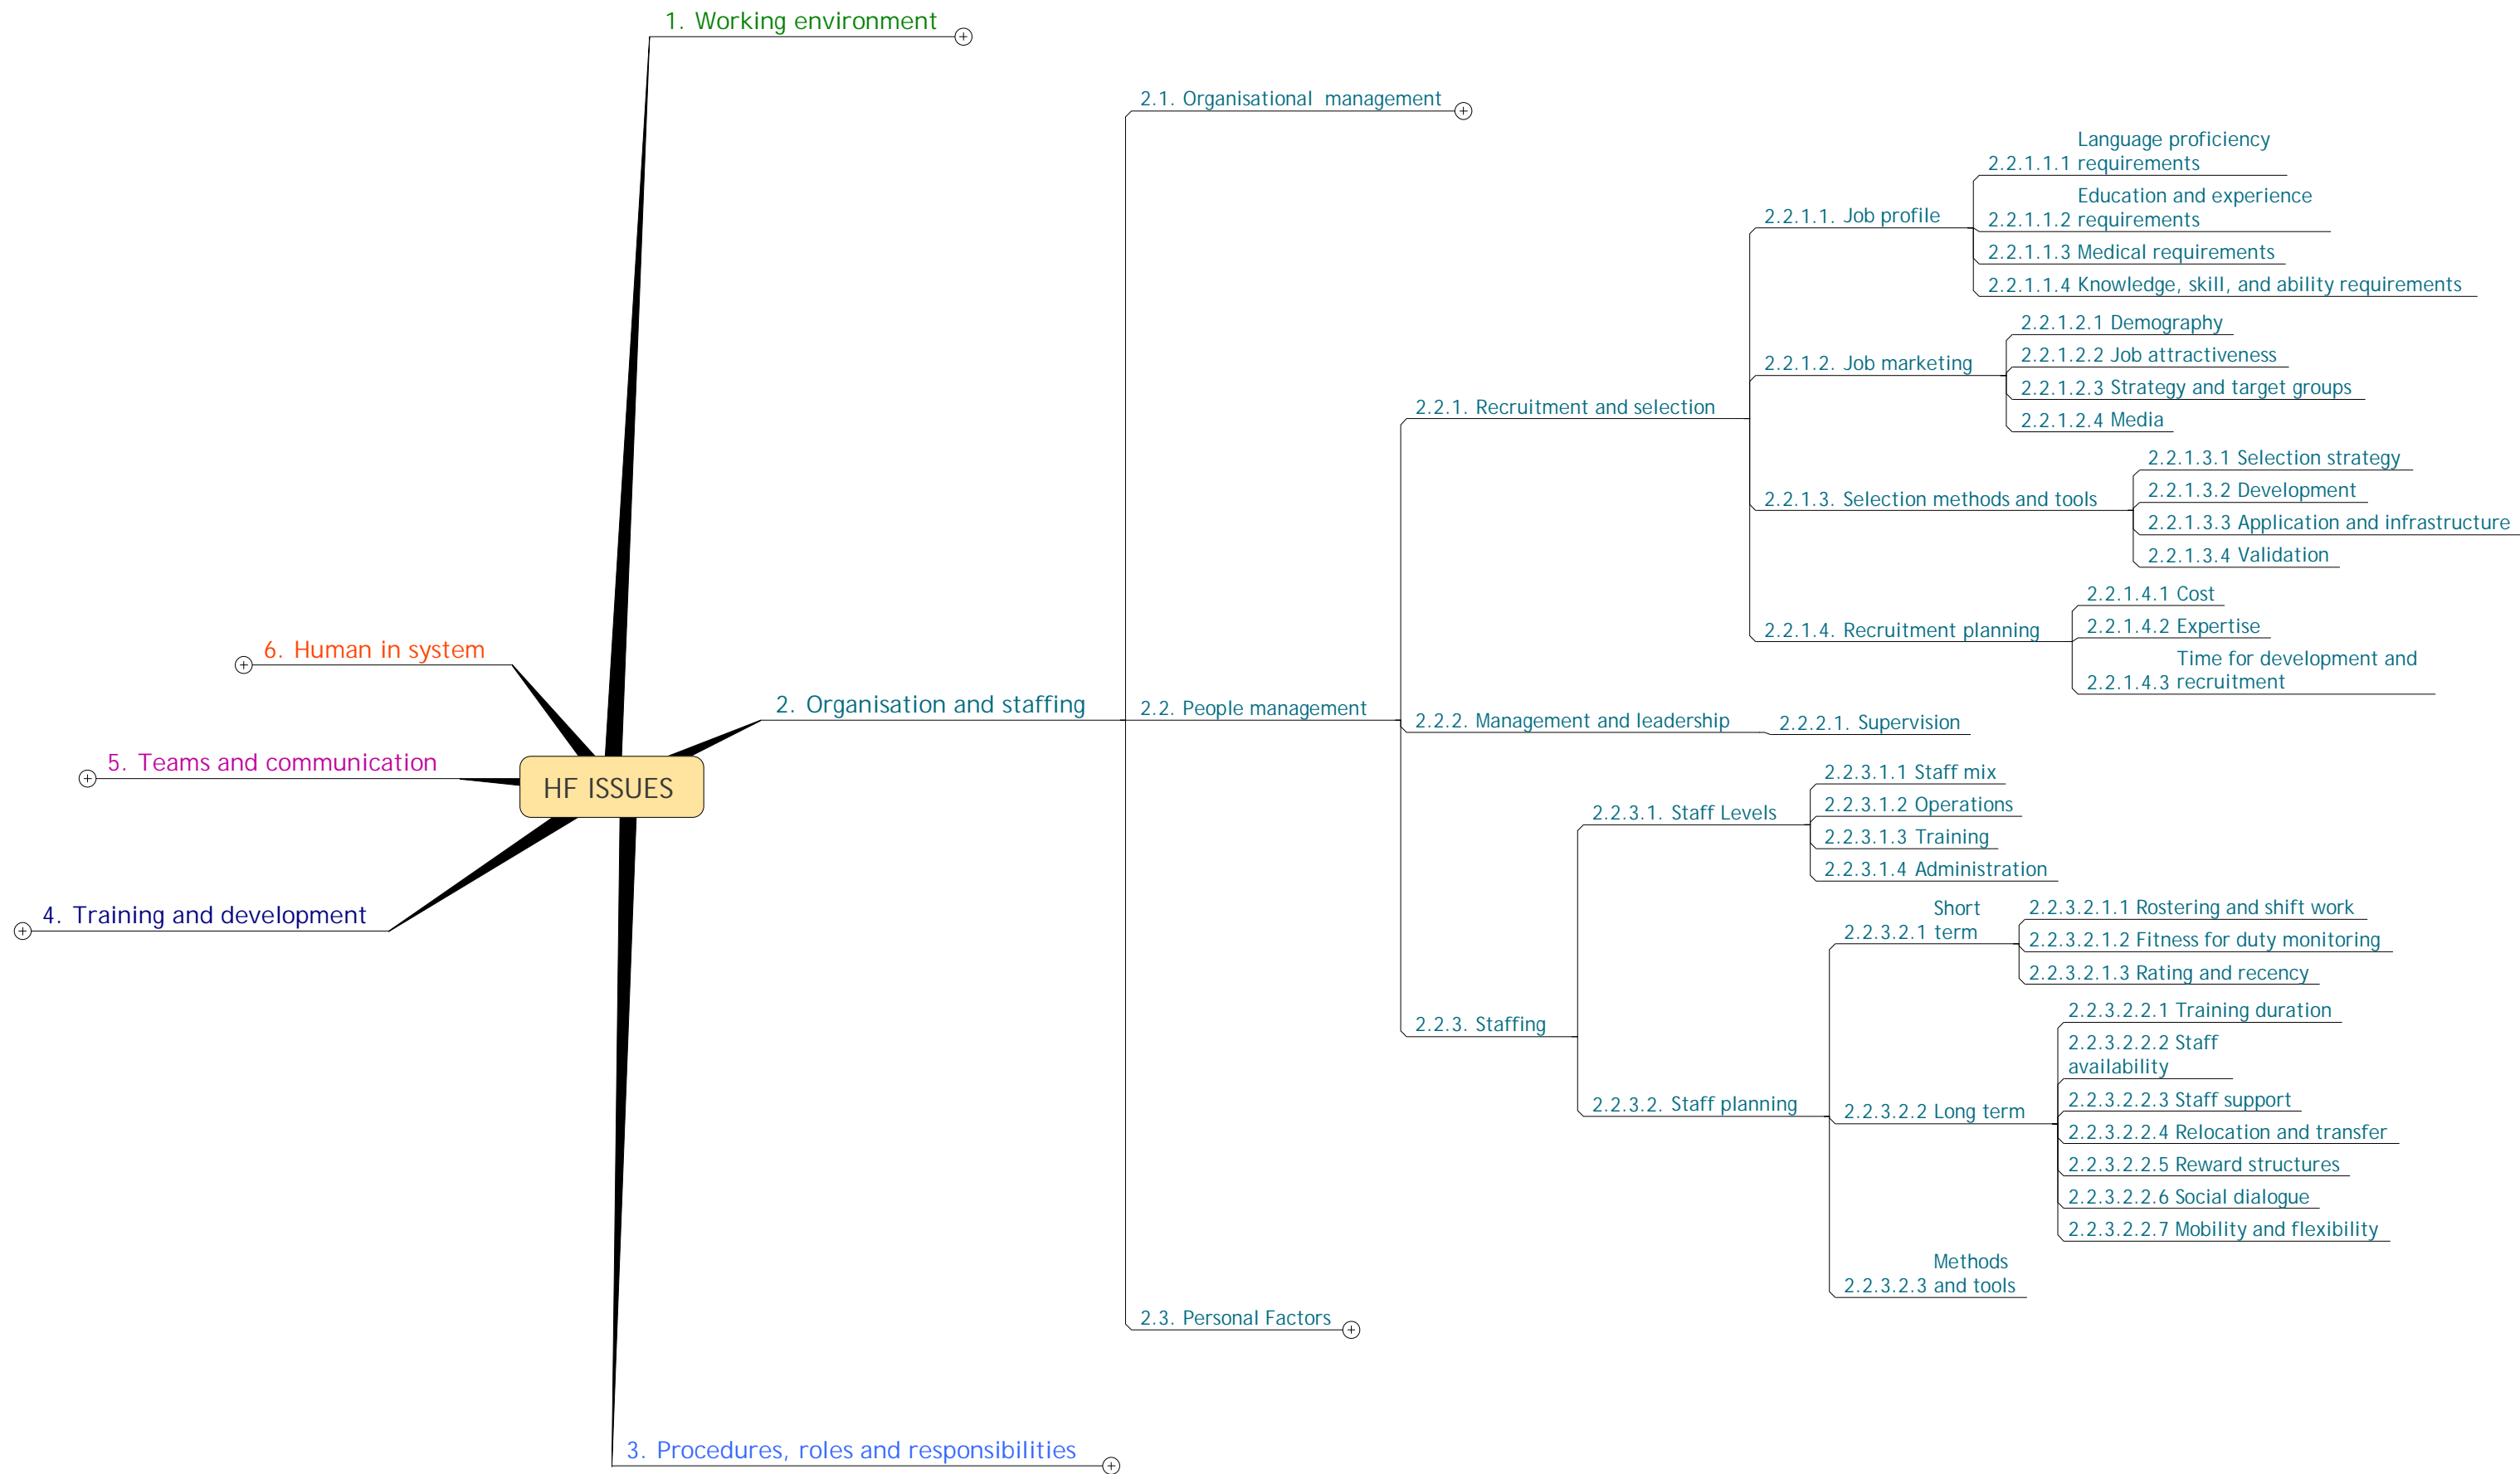 1. Working environment
2.1. Organisational  management
Language proficiency
2.2.1.1.1 requirements
Education and experience
2.2.1.1.2 requirements
2.2.1.1. Job profile
2.2.1.1.3 Medical requirements
2.2.1.1.4 Knowledge, skill, and ability requirements
2.2.1.2.1 Demography
2.2.1.2.2 Job attractiveness
2.2.1.2. Job marketing
2.2.1.2.3 Strategy and target groups
2.2.1. Recruitment and selection
2.2.1.2.4 Media
2.2.1.3.1 Selection strategy
2.2.1.3.2 Development
2.2.1.3. Selection methods and tools
2.2.1.3.3 Application and infrastructure
2.2.1.3.4 Validation
2.2.1.4.1 Cost
2.2.1.4.2 Expertise
2.2.1.4. Recruitment planning
Time for development and
2.2.1.4.3 recruitment
6. Human in system
2. Organisation and staffing
2.2. People management
2.2.2. Management and leadership
2.2.2.1. Supervision
5. Teams and communication
HF ISSUES
2.2.3.1.1 Staff mix
2.2.3.1.2 Operations
2.2.3.1. Staff Levels
2.2.3.1.3 Training
2.2.3.1.4 Administration
4. Training and development
Short
2.2.3.2.1 term
2.2.3.2.1.1 Rostering and shift work
2.2.3.2.1.2 Fitness for duty monitoring
2.2.3.2.1.3 Rating and recency
2.2.3. Staffing
2.2.3.2.2.1 Training duration
2.2.3.2.2.2 Staff
availability
2.2.3.2.2.3 Staff support
2.2.3.2. Staff planning
2.2.3.2.2 Long term
2.2.3.2.2.4 Relocation and transfer
2.2.3.2.2.5 Reward structures
2.2.3.2.2.6 Social dialogue
2.2.3.2.2.7 Mobility and flexibility
Methods
2.2.3.2.3 and tools
2.3. Personal Factors
3. Procedures, roles and responsibilities